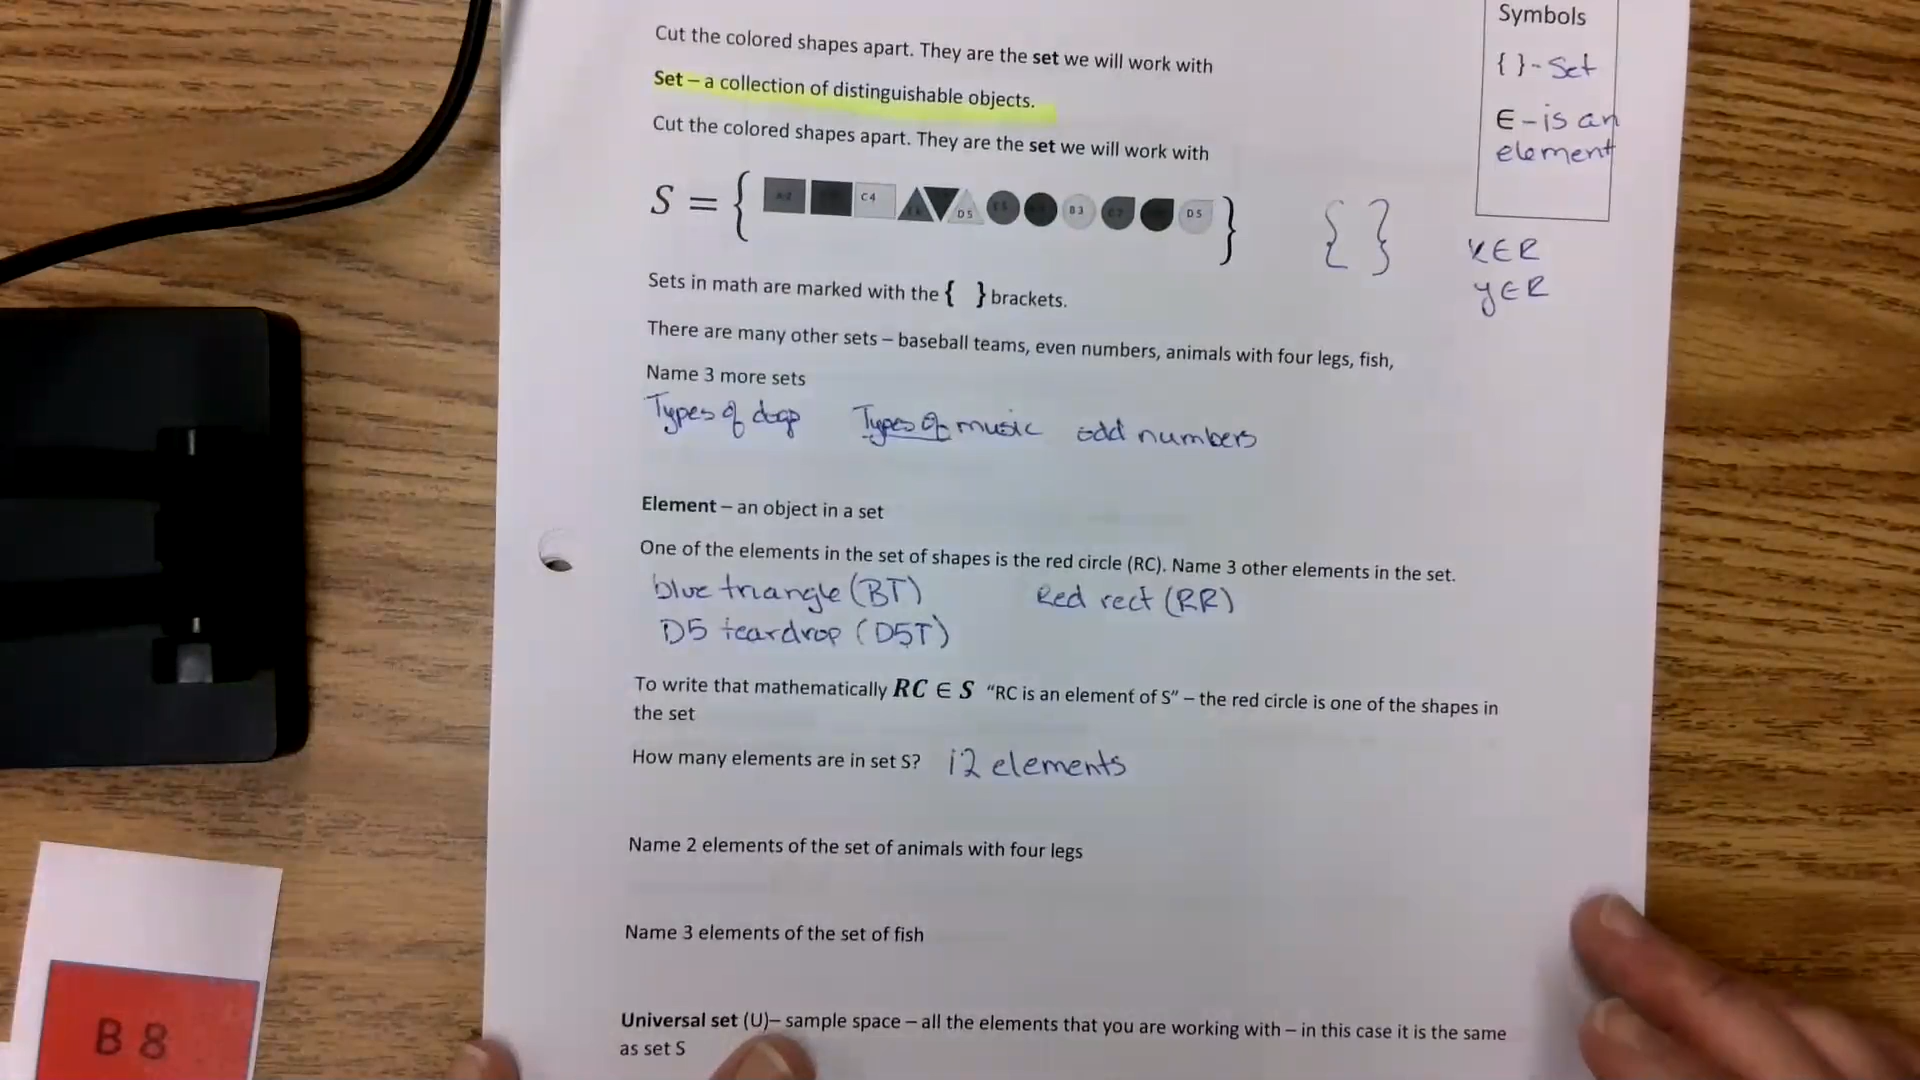 Symbols
{ } - Set
∈ - is an
element
Cut the colored shapes apart. They are the set we will work with
Set – a collection of distinguishable objects.
Cut the colored shapes apart. They are the set we will work with
S = { C4 D5 B3 C7 D5 } { }
x∈R
y∈R
Sets in math are marked with the { } brackets.
There are many other sets – baseball teams, even numbers, animals with four legs, fish,
Name 3 more sets
Types of Types of music odd numbers
Element – an object in a set
One of the elements in the set of shapes is the red circle (RC). Name 3 other elements in the set.
blue triangle (BT) Red rect (RR)
D5 teardrop (D5T)
To write that mathematically RC ∈ S "RC is an element of S" – the red circle is one of the shapes in
the set
How many elements are in set S? 12 elements
Name 2 elements of the set of animals with four legs
Name 3 elements of the set of fish
Universal set (U)– sample space – all the elements that you are working with – in this case it is the same
as set S
B 8